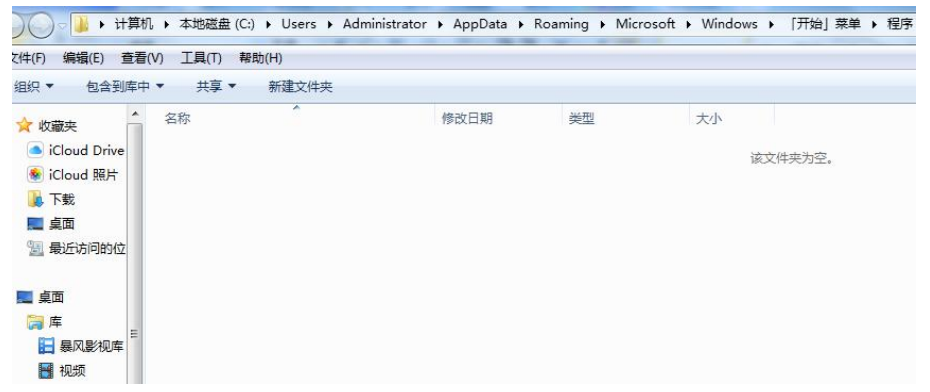 计算机 ▸ 本地磁盘 (C:) ▸ Users ▸ Administrator ▸ AppData ▸ Roaming ▸ Microsoft ▸ Windows ▸ 「开始」菜单 ▸ 程序
文件(F) 编辑(E) 查看(V) 工具(T) 帮助(H)
组织 包含到库中 共享 新建文件夹
收藏夹
iCloud Drive
iCloud 照片
下载
桌面
最近访问的位
桌面
库
暴风影视库
视频
名称 修改日期 类型 大小
该文件夹为空。